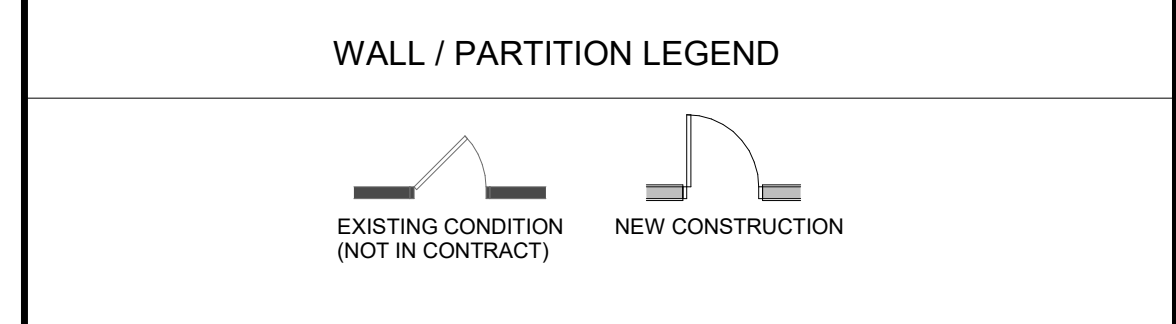 WALL / PARTITION LEGEND
EXISTING CONDITION
(NOT IN CONTRACT)
NEW CONSTRUCTION